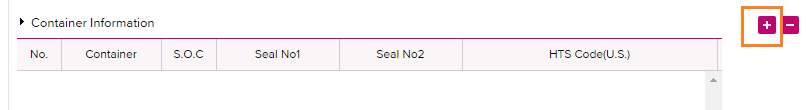 Container Information
No. Container S.O.C Seal No1 Seal No2 HTS Code(U.S.)